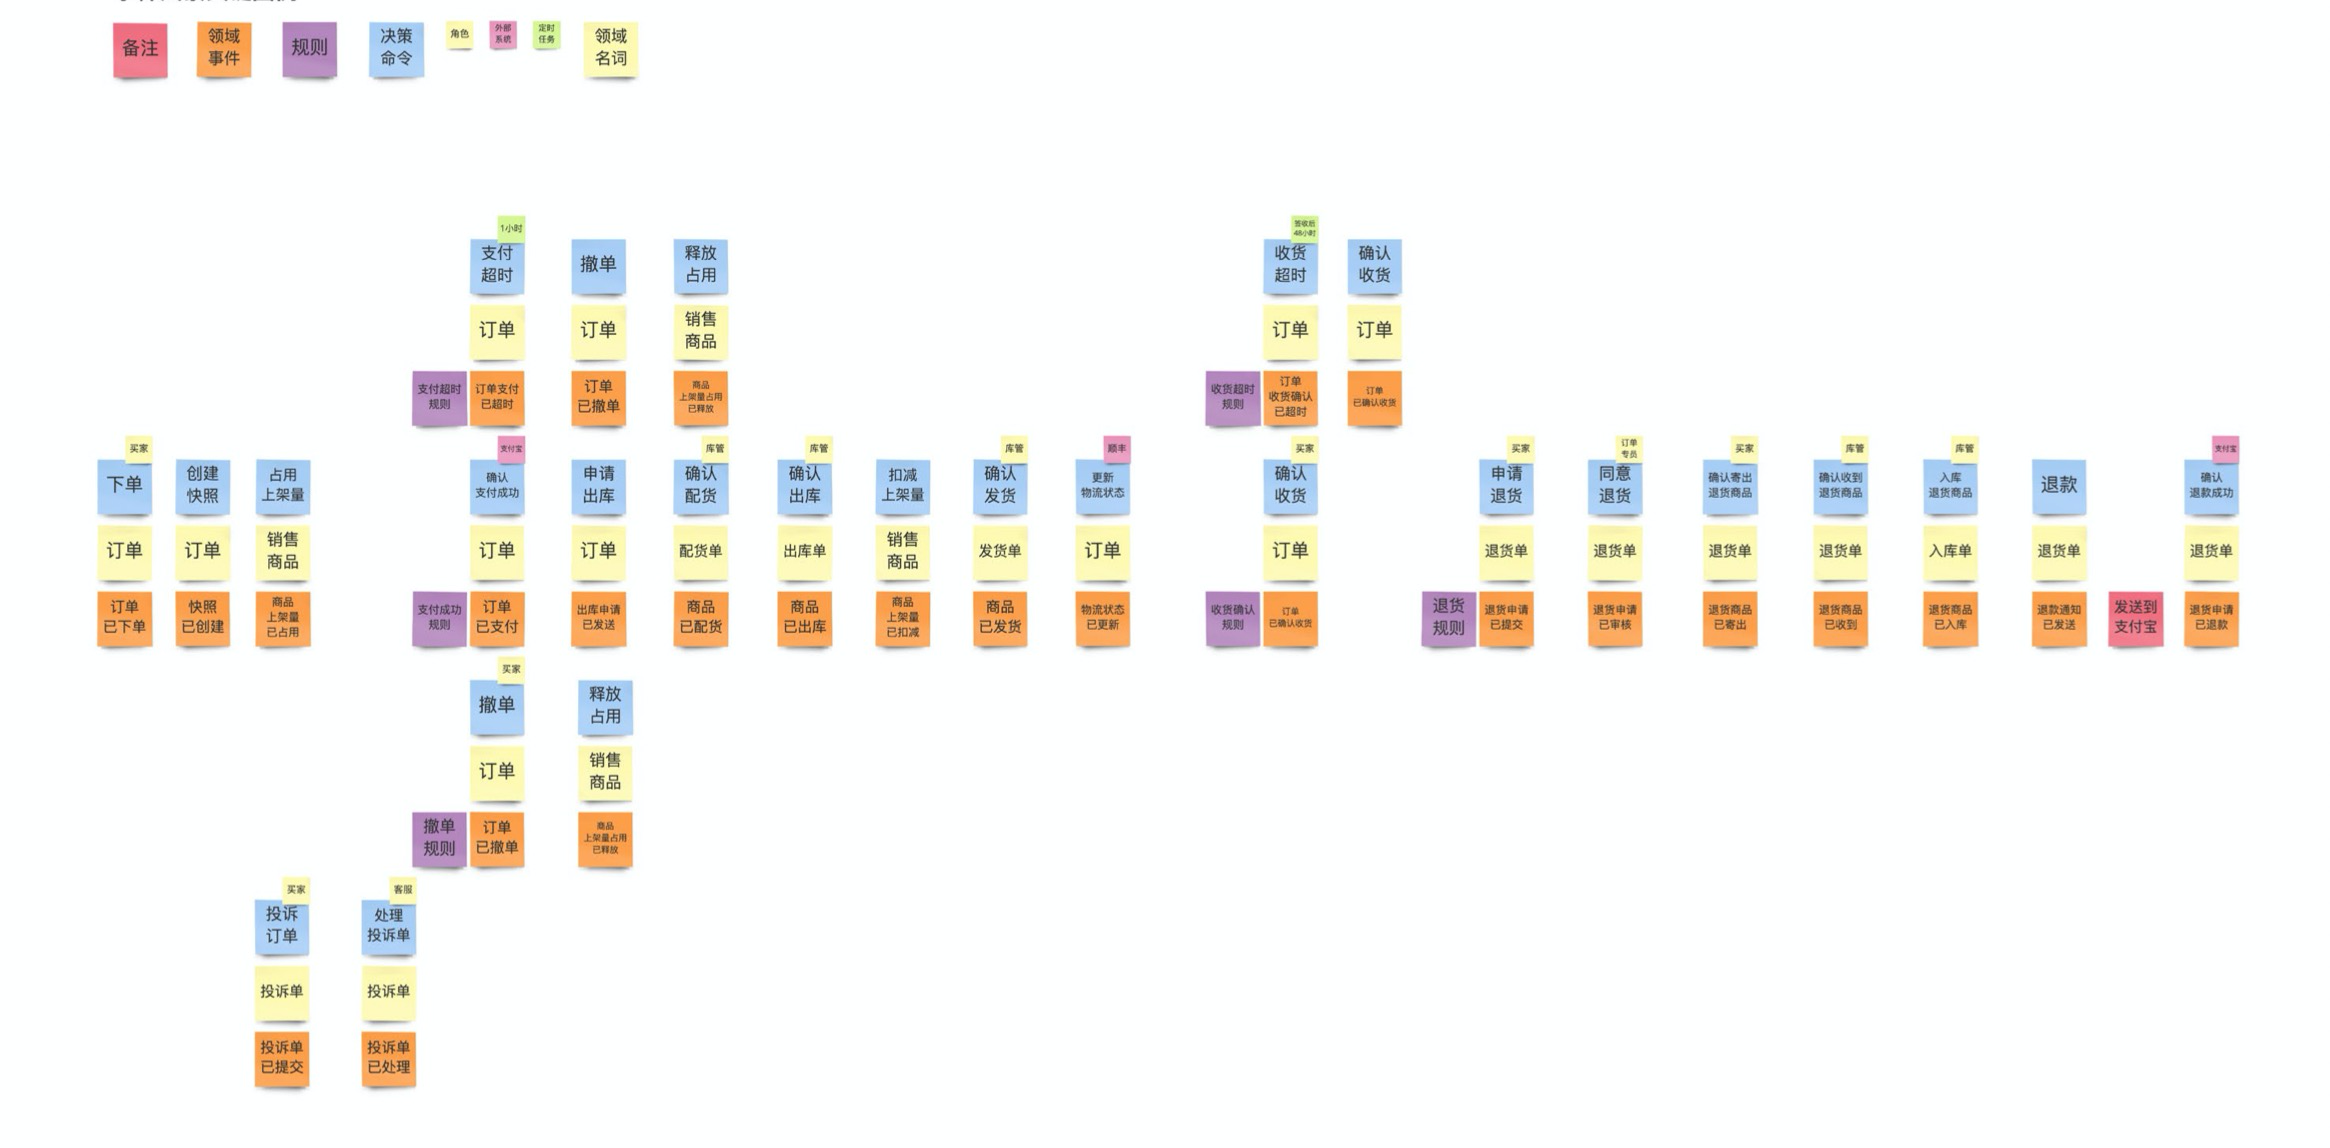 备注
领域
事件
规则
决策
命令
角色
外部
系统
定时
任务
领域
名词
1小时
支付
超时
撤单
释放
占用
签收后
48小时
收货
超时
确认
收货
订单
订单
销售
商品
订单
订单
支付超时
规则
订单支付
已超时
订单
已撤单
商品
上架量占用
已释放
收货超时
规则
订单
收货确认
已超时
订单
已确认收货
买家
下单
创建
快照
占用
上架量
支付宝
确认
支付成功
申请
出库
库管
确认
配货
库管
确认
出库
扣减
上架量
库管
确认
发货
顺丰
更新
物流状态
买家
确认
收货
买家
申请
退货
订单
专员
同意
退货
买家
确认寄出
退货商品
库管
确认收到
退货商品
库管
入库
退货商品
退款
支付宝
确认
退款成功
订单
订单
销售
商品
订单
订单
配货单
出库单
销售
商品
发货单
订单
订单
退货单
退货单
退货单
退货单
入库单
退货单
退货单
订单
已下单
快照
已创建
商品
上架量
已占用
支付成功
规则
订单
已支付
出库申请
已发送
商品
已配货
商品
已出库
商品
上架量
已扣减
商品
已发货
物流状态
已更新
收货确认
规则
订单
已确认收货
退货
规则
退货申请
已提交
退货申请
已审核
退货商品
已寄出
退货商品
已收到
退货商品
已入库
退款通知
已发送
发送到
支付宝
退货申请
已退款
买家
撤单
释放
占用
订单
销售
商品
撤单
规则
订单
已撤单
商品
上架量占用
已释放
买家
投诉
订单
客服
处理
投诉单
投诉单
投诉单
投诉单
已提交
投诉单
已处理